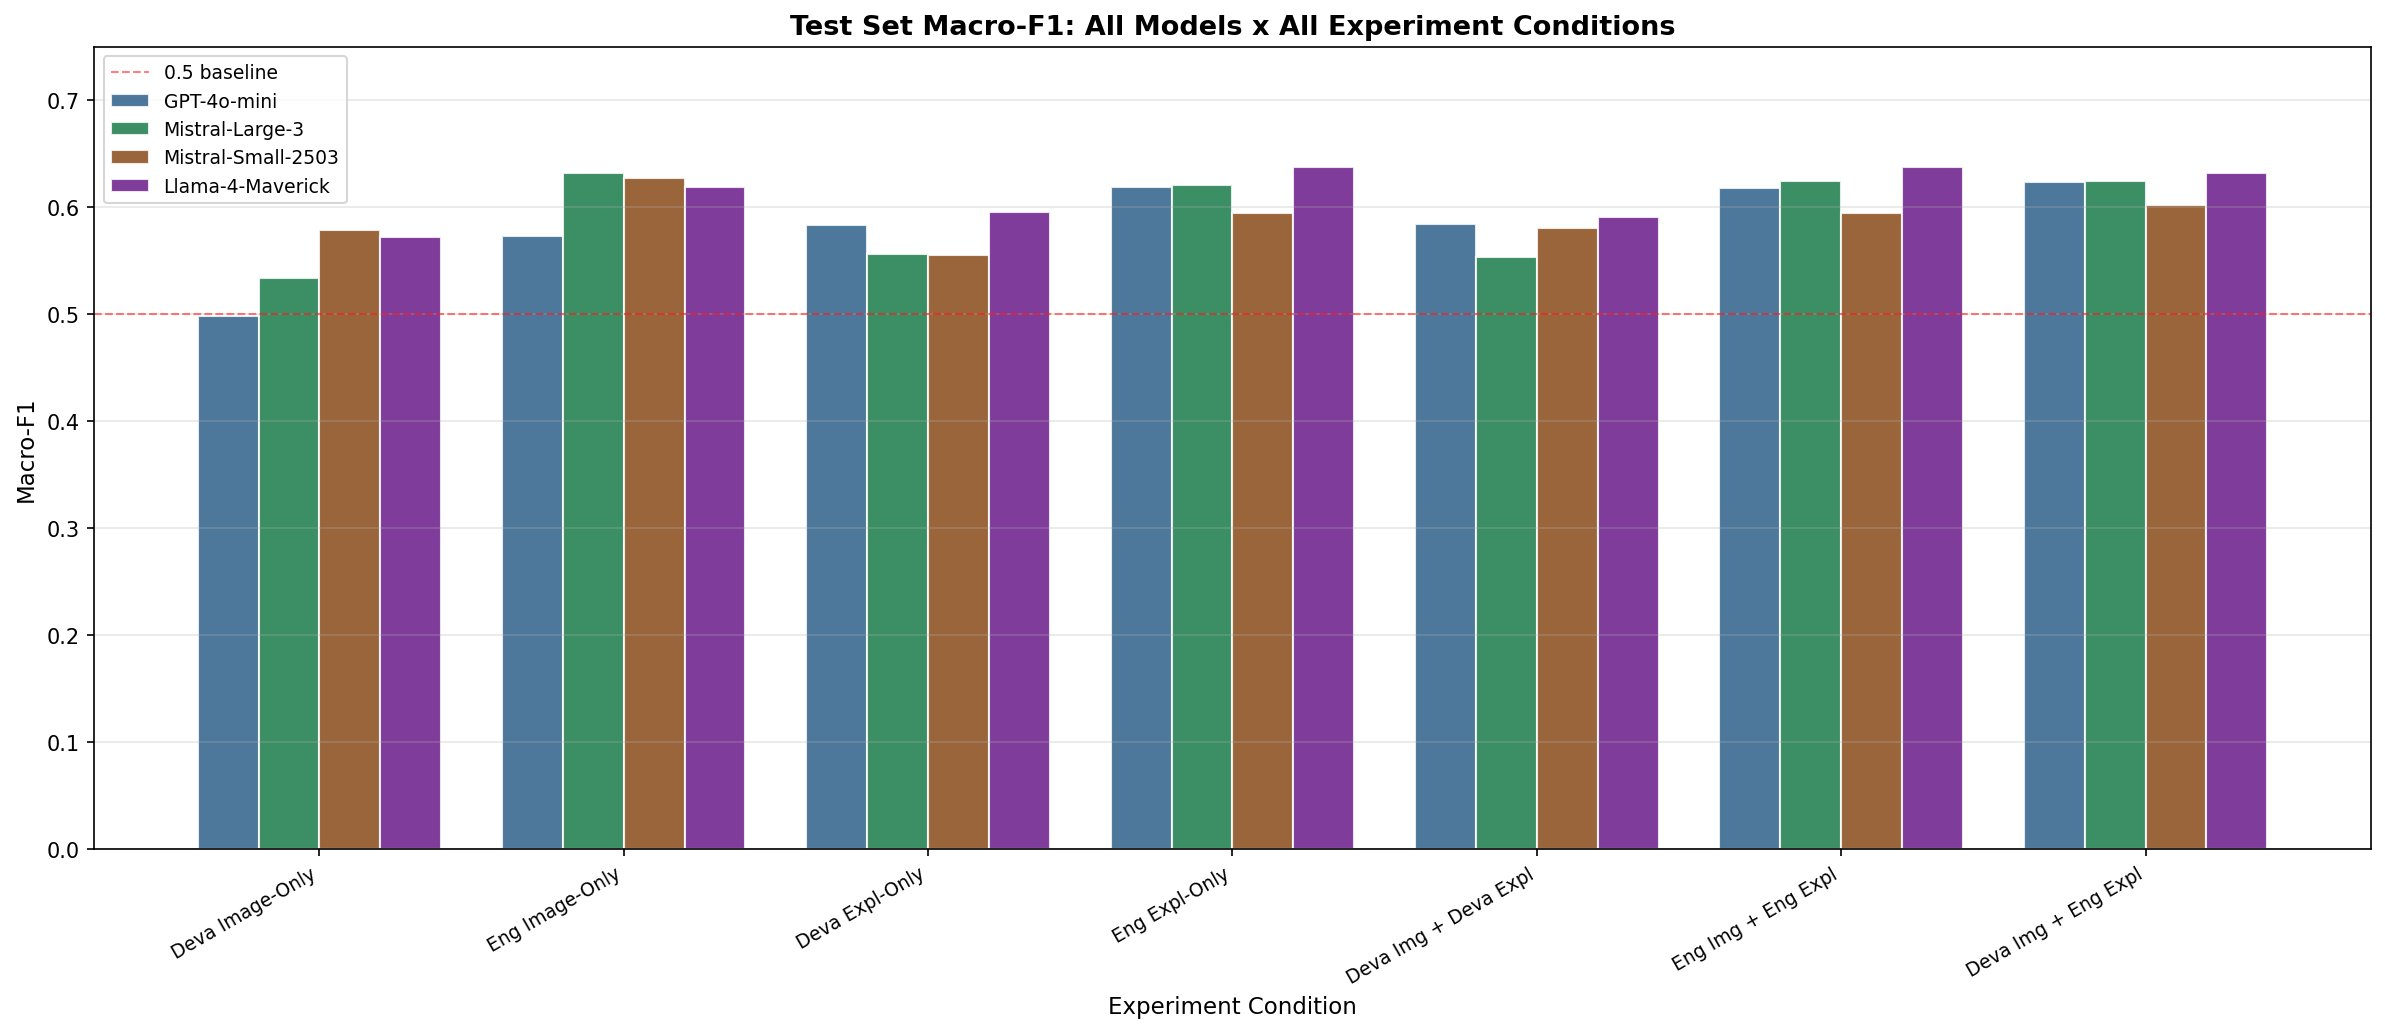 Test Set Macro-F1: All Models x All Experiment Conditions
0.5 baseline
GPT-4o-mini
Mistral-Large-3
Mistral-Small-2503
Llama-4-Maverick
Macro-F1
0.7
0.6
0.5
0.4
0.3
0.2
0.1
0.0
Deva Image-Only
Eng Image-Only
Deva Expl-Only
Eng Expl-Only
Deva Img + Deva Expl
Eng Img + Eng Expl
Deva Img + Eng Expl
Experiment Condition